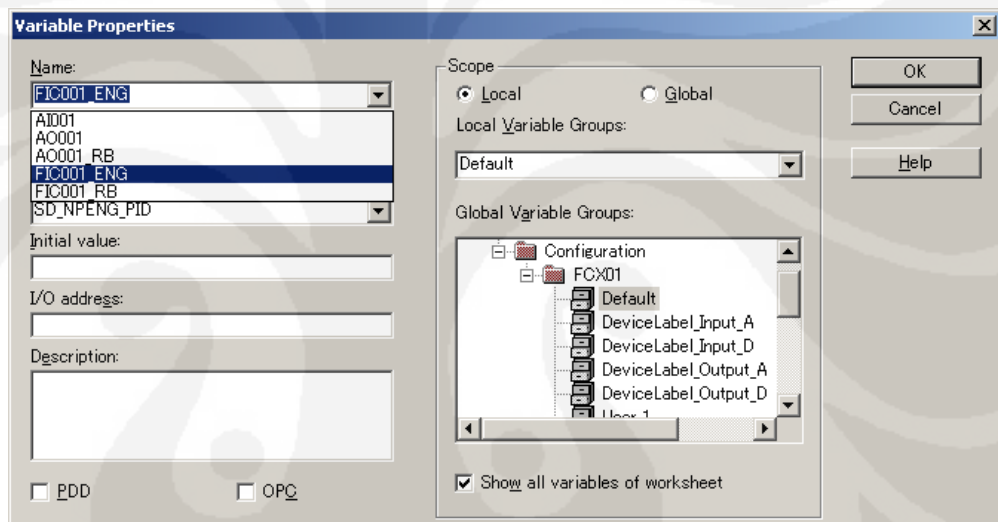 Variable Properties
Name:
FIC001_ENG
AI001
AO001
AO001_RB
FIC001_ENG
FIC001_RB
SD_NPENG_PID
Initial value:
I/O address:
Description:
PDD
OPC
Scope
Local
Global
Local Variable Groups:
Default
Global Variable Groups:
Configuration
FCX01
Default
DeviceLabel_Input_A
DeviceLabel_Input_D
DeviceLabel_Output_A
DeviceLabel_Output_D
User_1
Show all variables of worksheet
OK
Cancel
Help